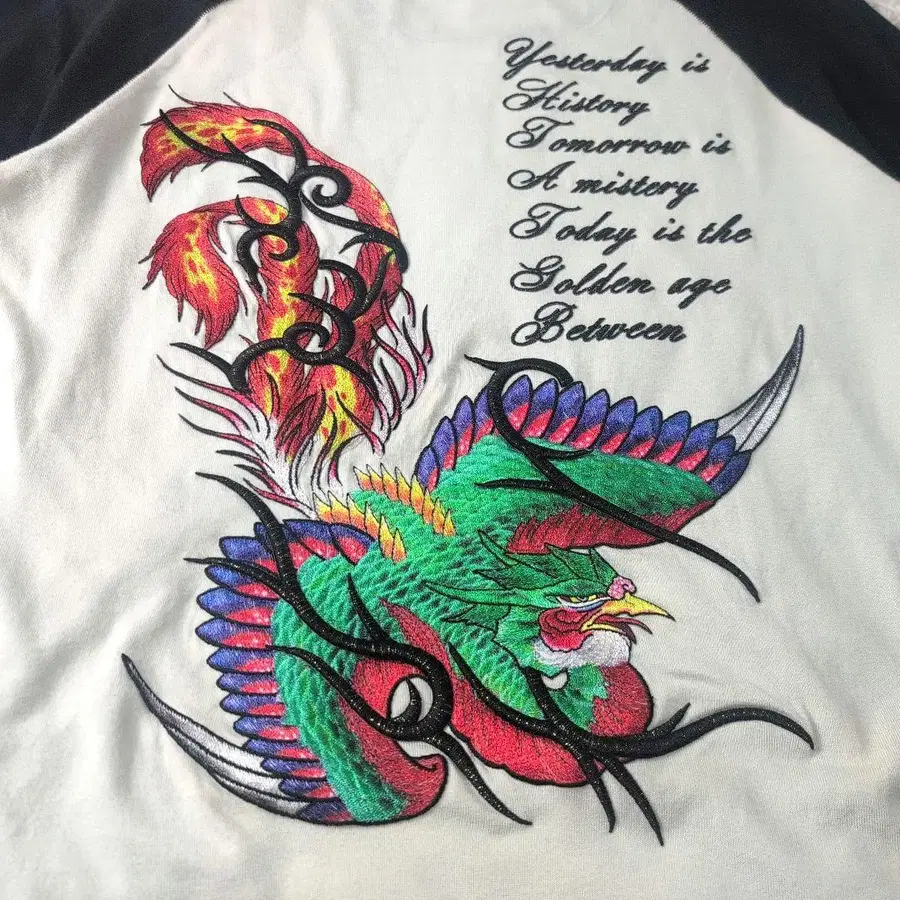 Yesterday is
History
Tomorrow is
A mistery
Today is the
Golden age
Between